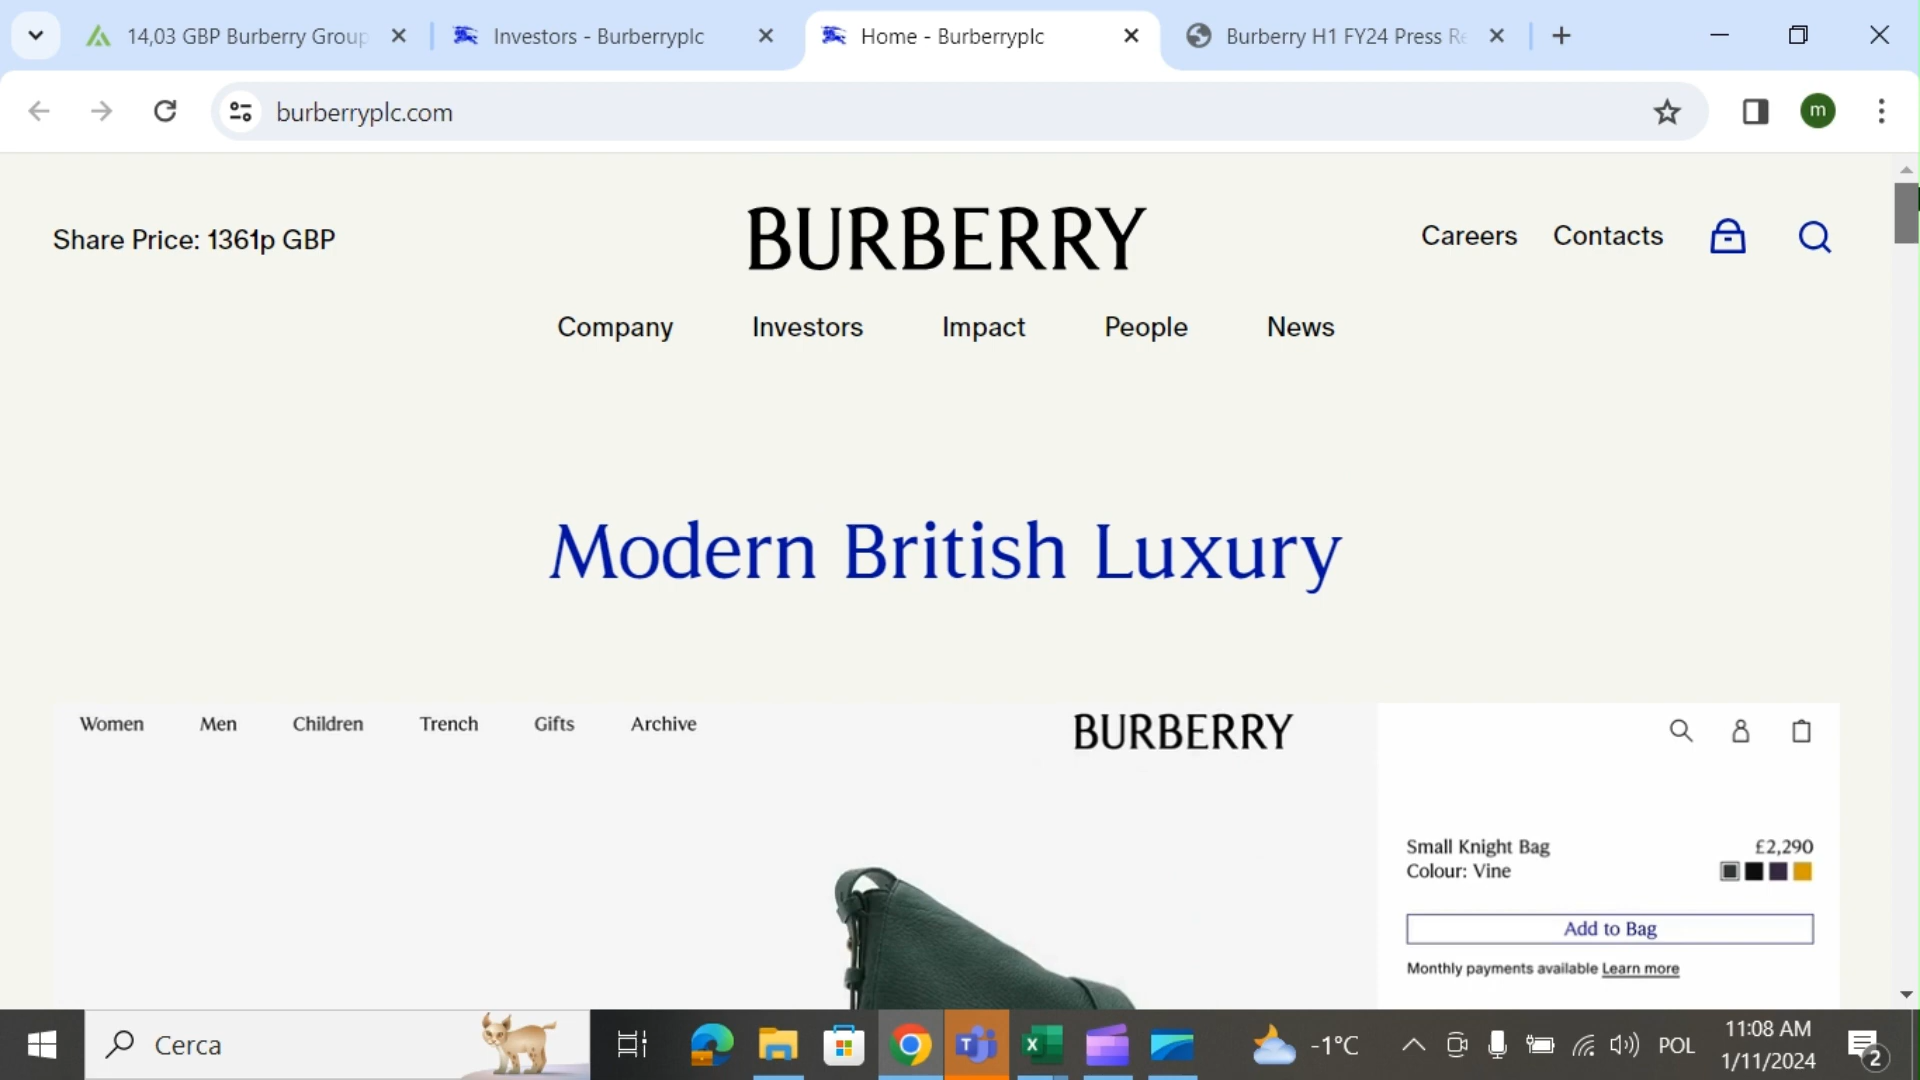 14,03 GBP Burberry Group
Investors - Burberryplc
Home - Burberryplc
Burberry H1 FY24 Press Re
burberryplc.com
m
Share Price: 1361p GBP
BURBERRY
Careers
Contacts
Company
Investors
Impact
People
News
Modern British Luxury
Women
Men
Children
Trench
Gifts
Archive
BURBERRY
Small Knight Bag
£2,290
Colour: Vine
Add to Bag
Monthly payments available Learn more
Cerca
-1°C
POL
11:08 AM
1/11/2024
2